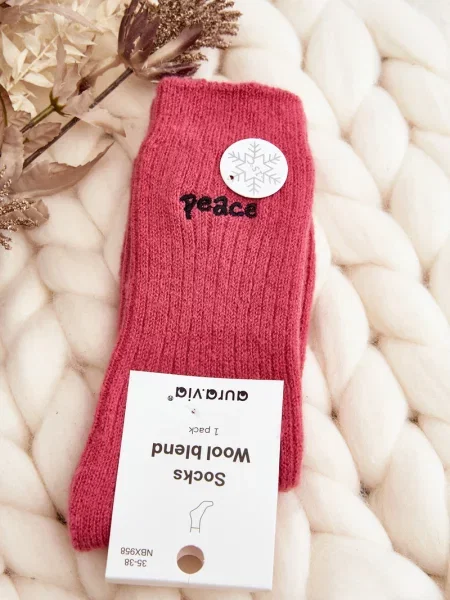 peace
35-38
NBX958
Socks
Wool blend
1 pack
aura.via®